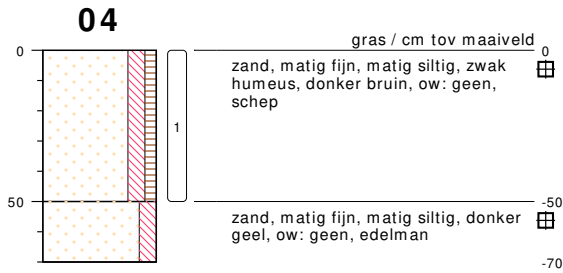 04
gras / cm tov maaiveld
0
0
zand, matig fijn, matig siltig, zwak
humeus, donker bruin, ow: geen,
schep
1
50
-50
zand, matig fijn, matig siltig, donker
geel, ow: geen, edelman
-70